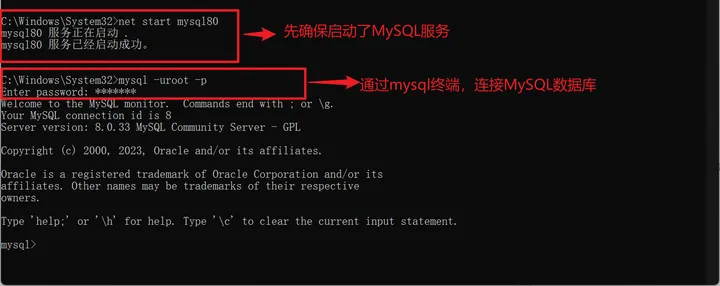 C:\Windows\System32>net start mysql80
先确保启动了MySQL服务
mysql80 服务正在启动 .
mysql80 服务已经启动成功。
C:\Windows\System32>mysql -uroot -p
通过mysql终端，连接MySQL数据库
Enter password: *******
Welcome to the MySQL monitor.  Commands end with ; or \g.
Your MySQL connection id is 8
Server version: 8.0.33 MySQL Community Server - GPL
Copyright (c) 2000, 2023, Oracle and/or its affiliates.
Oracle is a registered trademark of Oracle Corporation and/or its
affiliates. Other names may be trademarks of their respective
owners.
Type 'help;' or '\h' for help. Type '\c' to clear the current input statement.
mysql>